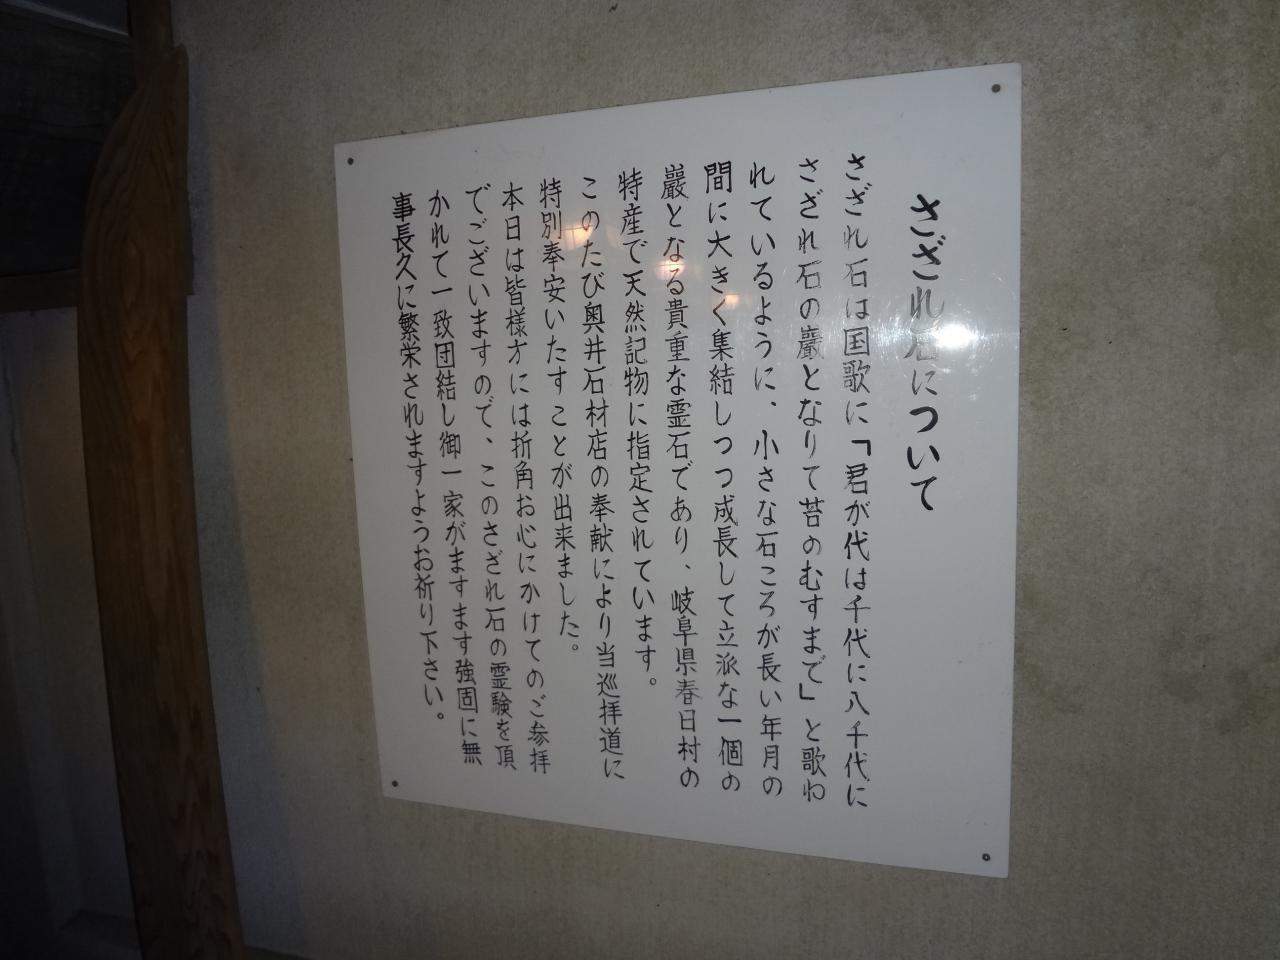 さざれ石について
さざれ石は国歌に「君が代は千代に八千代に
さざれ石の巖となりて苔のむすまで」と歌わ
れているように、小さな石ころが長い年月の
間に大きく集結しつつ成長して立派な一個の
巖となる貴重な霊石であり、岐阜県春日村の
特産で天然記物に指定されています。
このたび奥井石材店の奉献により当巡拝道に
特別奉安いたすことが出来ました。
本日は皆様方には折角お心にかけてのご参拝
でございますので、このさざれ石の霊験を頂
かれて一致団結し御一家がますます強固に無
事長久に繁栄されますようお祈り下さい。